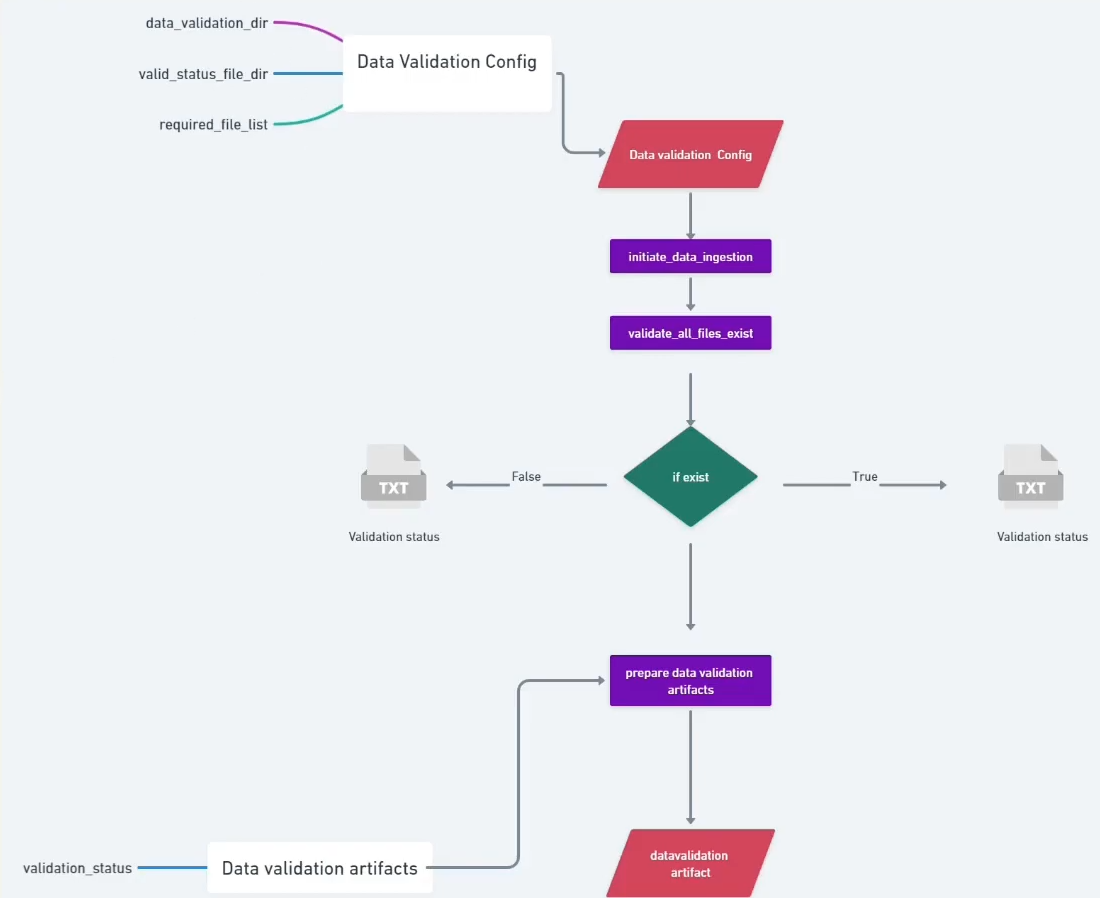 data_validation_dir
Data Validation Config
valid_status_file_dir
required_file_list
Data validation Config
initiate_data_ingestion
validate_all_files_exist
if exist
False
True
TXT
TXT
Validation status
Validation status
prepare data validation
artifacts
validation_status
Data validation artifacts
datavalidation
artifact